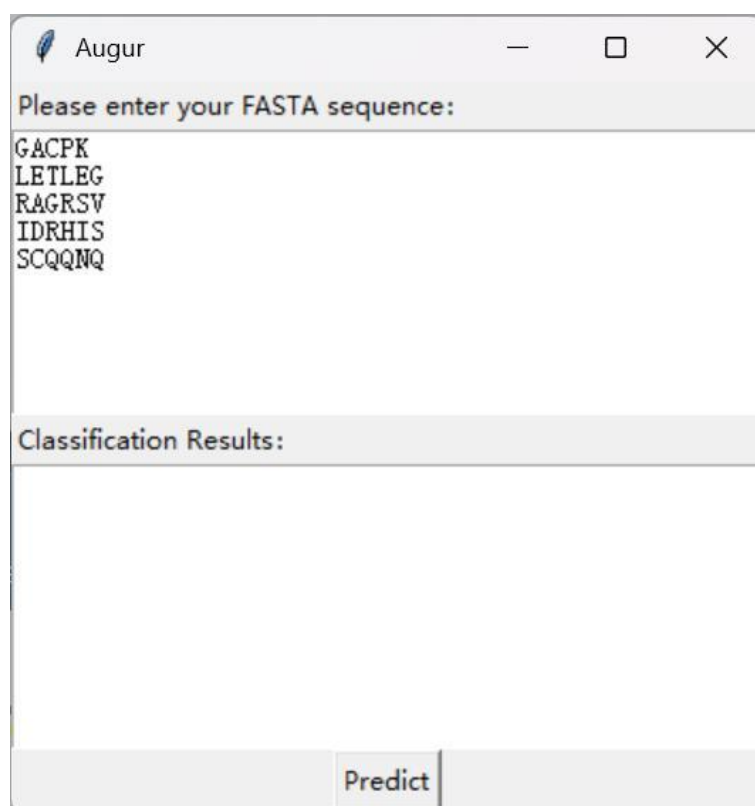 Augur
Please enter your FASTA sequence:
GACPK
LETLEG
RAGRSV
IDRHIS
SCQQNQ
Classification Results:
Predict